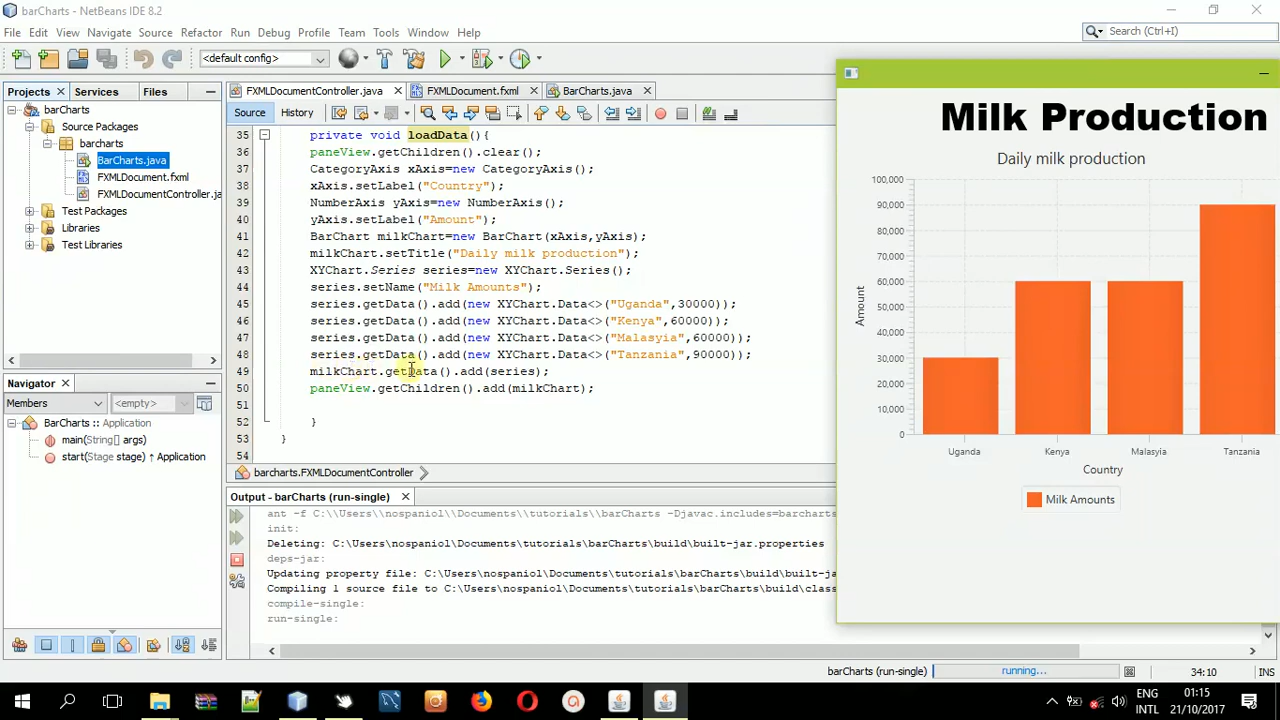 barCharts - NetBeans IDE 8.2
File Edit View Navigate Source Refactor Run Debug Profile Team Tools Window Help
Search (Ctrl+I)
<default config>
Projects
Services
Files
barCharts
Source Packages
barcharts
BarCharts.java
FXMLDocument.fxml
FXMLDocumentController.ja
Test Packages
Libraries
Test Libraries
Navigator
Members
<empty>
BarCharts :: Application
main(String[] args)
start(Stage stage) ↑ Application
FXMLDocumentController.java
FXMLDocument.fxml
BarCharts.java
Source
History
35 private void loadData(){
36 paneView.getChildren().clear();
37 CategoryAxis xAxis=new CategoryAxis();
38 xAxis.setLabel("Country");
39 NumberAxis yAxis=new NumberAxis();
40 yAxis.setLabel("Amount");
41 BarChart milkChart=new BarChart(xAxis,yAxis);
42 milkChart.setTitle("Daily milk production");
43 XYChart.Series series=new XYChart.Series();
44 series.setName("Milk Amounts");
45 series.getData().add(new XYChart.Data<>("Uganda",30000));
46 series.getData().add(new XYChart.Data<>("Kenya",60000));
47 series.getData().add(new XYChart.Data<>("Malasyia",60000));
48 series.getData().add(new XYChart.Data<>("Tanzania",90000));
49 milkChart.getData().add(series);
50 paneView.getChildren().add(milkChart);
51
52 }
53 }
54
barcharts.FXMLDocumentController
Output - barCharts (run-single)
ant -f C:\\Users\\nospaniol\\Documents\\tutorials\\barCharts -Djavac.includes=barcharts
init:
Deleting: C:\Users\nospaniol\Documents\tutorials\barCharts\build\built-jar.properties
deps-jar:
Updating property file: C:\Users\nospaniol\Documents\tutorials\barCharts\build\built-ja
Compiling 1 source file to C:\Users\nospaniol\Documents\tutorials\barCharts\build\class
compile-single:
run-single:
Milk Production
Daily milk production
100,000
90,000
80,000
70,000
60,000
50,000
40,000
30,000
20,000
10,000
0
Amount
Uganda Kenya Malasyia Tanzania
Country
Milk Amounts
barCharts (run-single)
running...
34:10
INS
ENG
INTL
01:15
21/10/2017